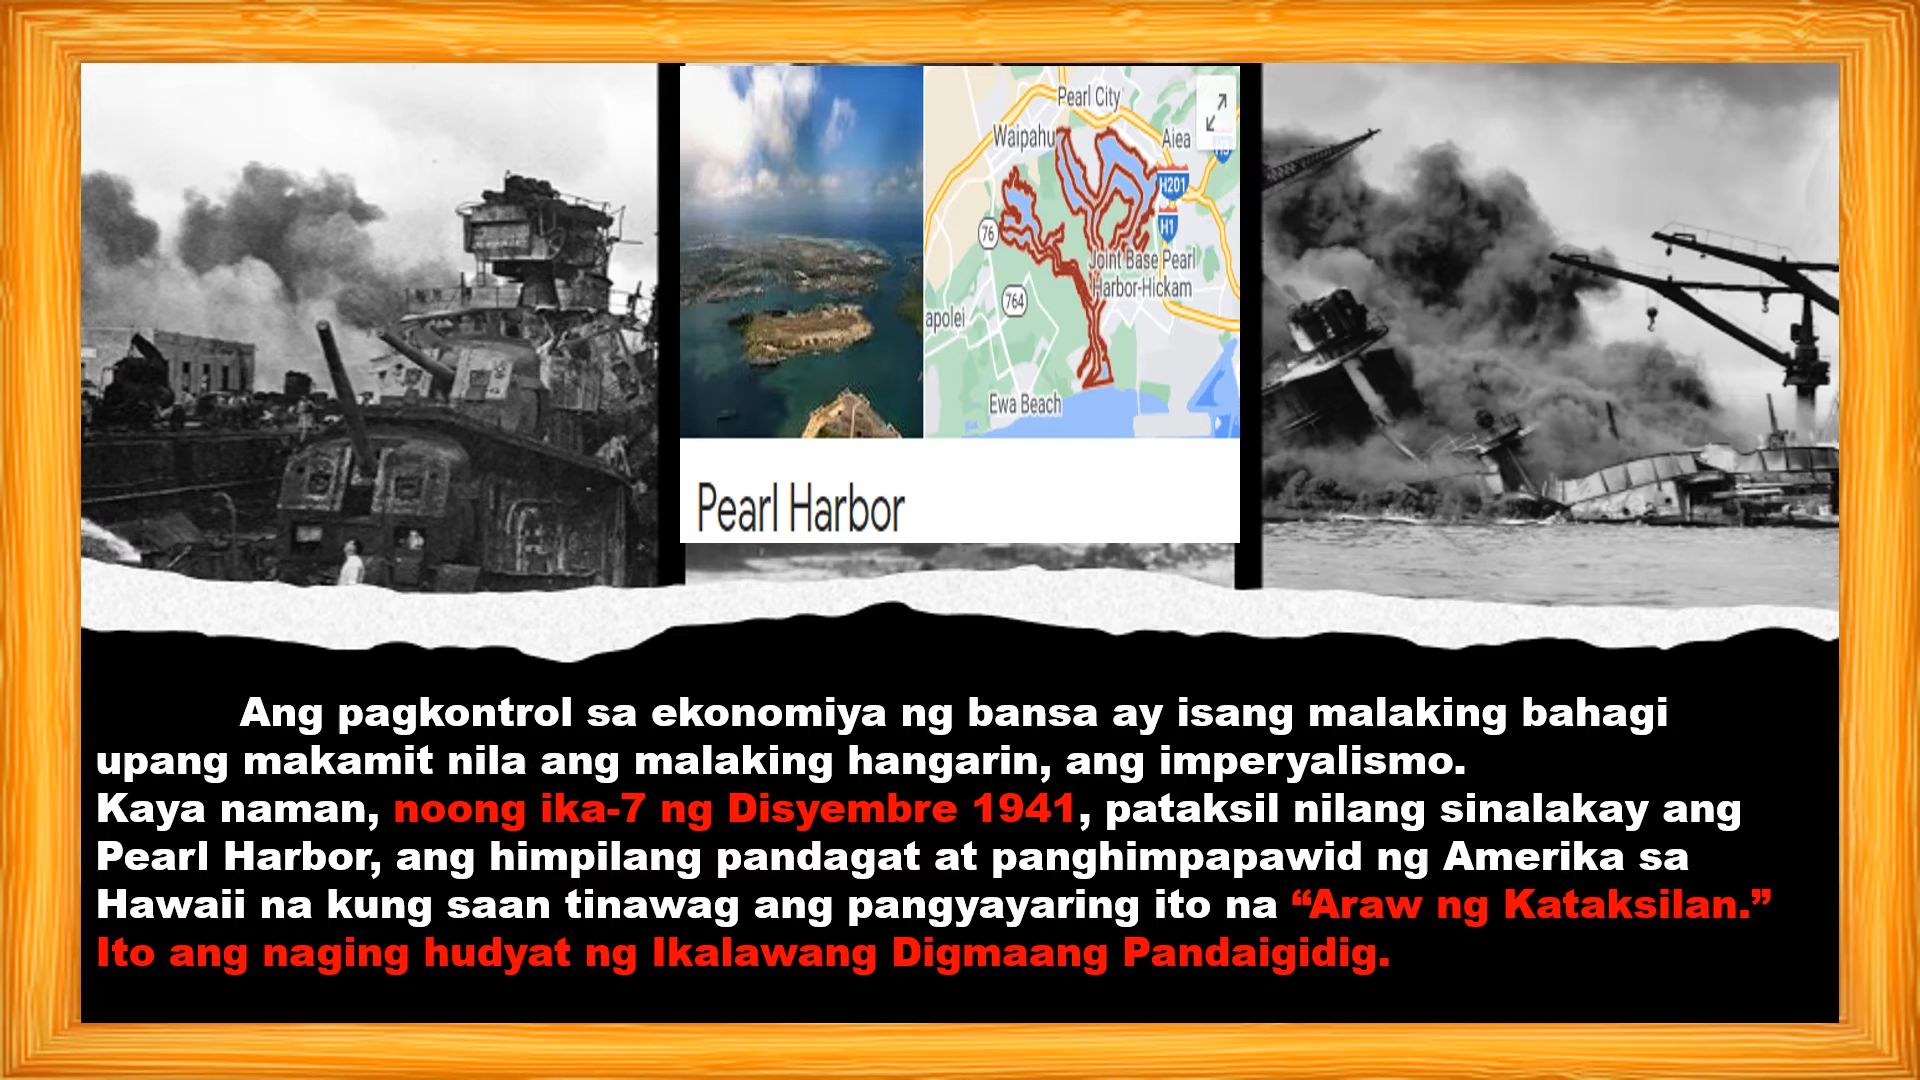 Pearl City
Waipahu
Aiea
H201
76
H1
Joint Base Pearl
Harbor-Hickam
764
apolei
Ewa Beach
Pearl Harbor
Ang pagkontrol sa ekonomiya ng bansa ay isang malaking bahagi
upang makamit nila ang malaking hangarin, ang imperyalismo.
Kaya naman, noong ika-7 ng Disyembre 1941, pataksil nilang sinalakay ang
Pearl Harbor, ang himpilang pandagat at panghimpapawid ng Amerika sa
Hawaii na kung saan tinawag ang pangyayaring ito na “Araw ng Kataksilan.”
Ito ang naging hudyat ng Ikalawang Digmaang Pandaigidig.